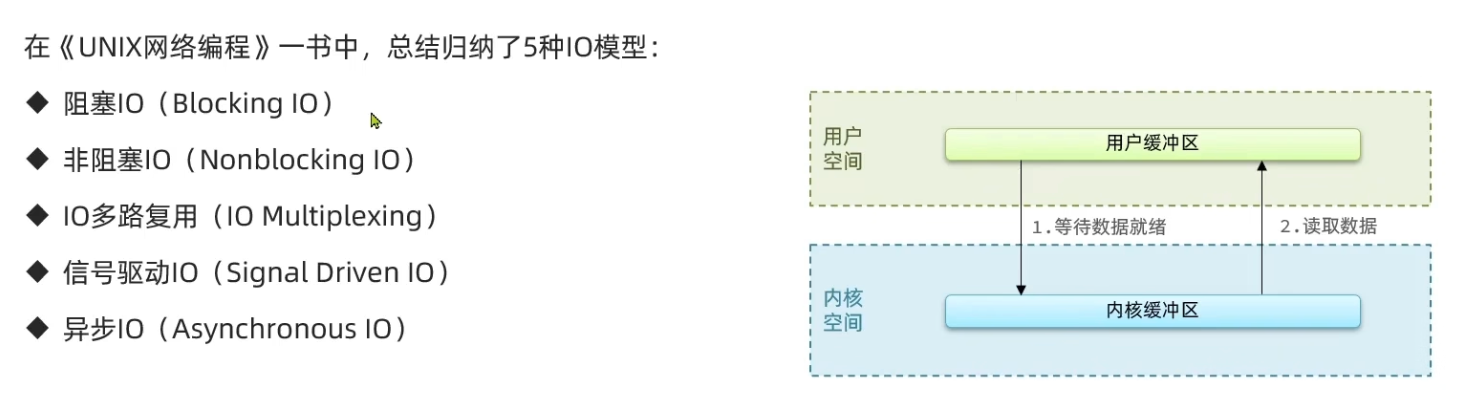 在《UNIX网络编程》一书中，总结归纳了5种IO模型：
◆ 阻塞IO（Blocking IO）
◆ 非阻塞IO（Nonblocking IO）
◆ IO多路复用（IO Multiplexing）
◆ 信号驱动IO（Signal Driven IO）
◆ 异步IO（Asynchronous IO）
用户
空间
用户缓冲区
1.等待数据就绪
2.读取数据
内核
空间
内核缓冲区